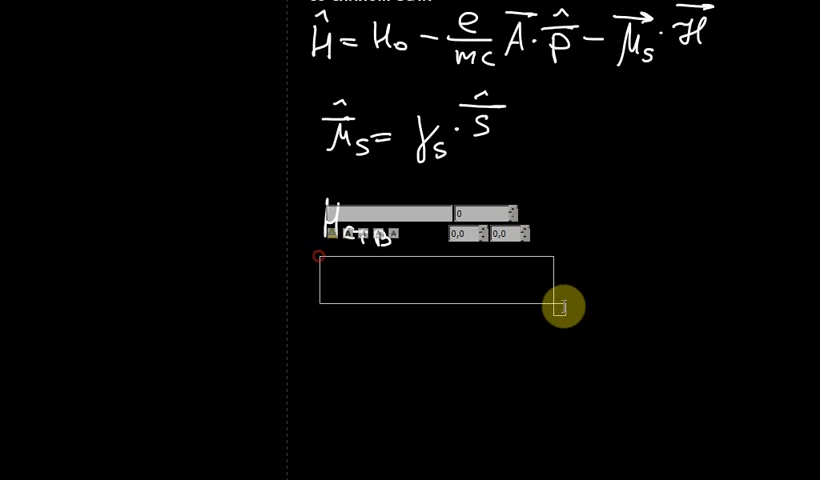 Ĥ = H₀ − e/mc A⃗ · p̂⃗ − μ⃗ₛ · ℋ⃗
μ̂⃗ₛ = γₛ · ŝ⃗
0
0,0 0,0